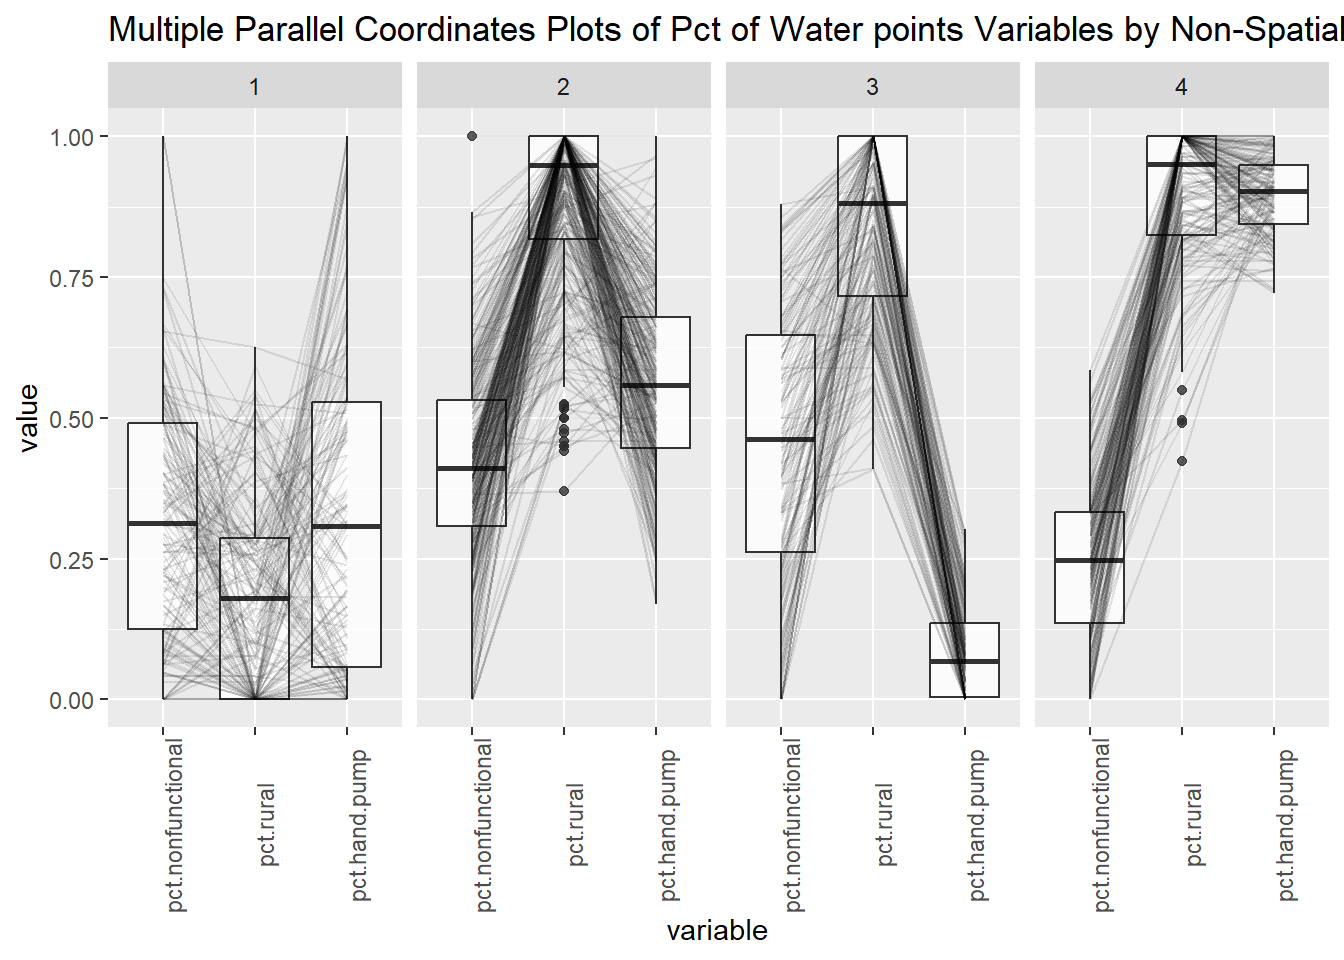 Multiple Parallel Coordinates Plots of Pct of Water points Variables by Non-Spatial
1 2 3 4
1.00
0.75
0.50
0.25
0.00
value
pct.nonfunctional
pct.rural
pct.hand.pump
pct.nonfunctional
pct.rural
pct.hand.pump
pct.nonfunctional
pct.rural
pct.hand.pump
pct.nonfunctional
pct.rural
pct.hand.pump
variable